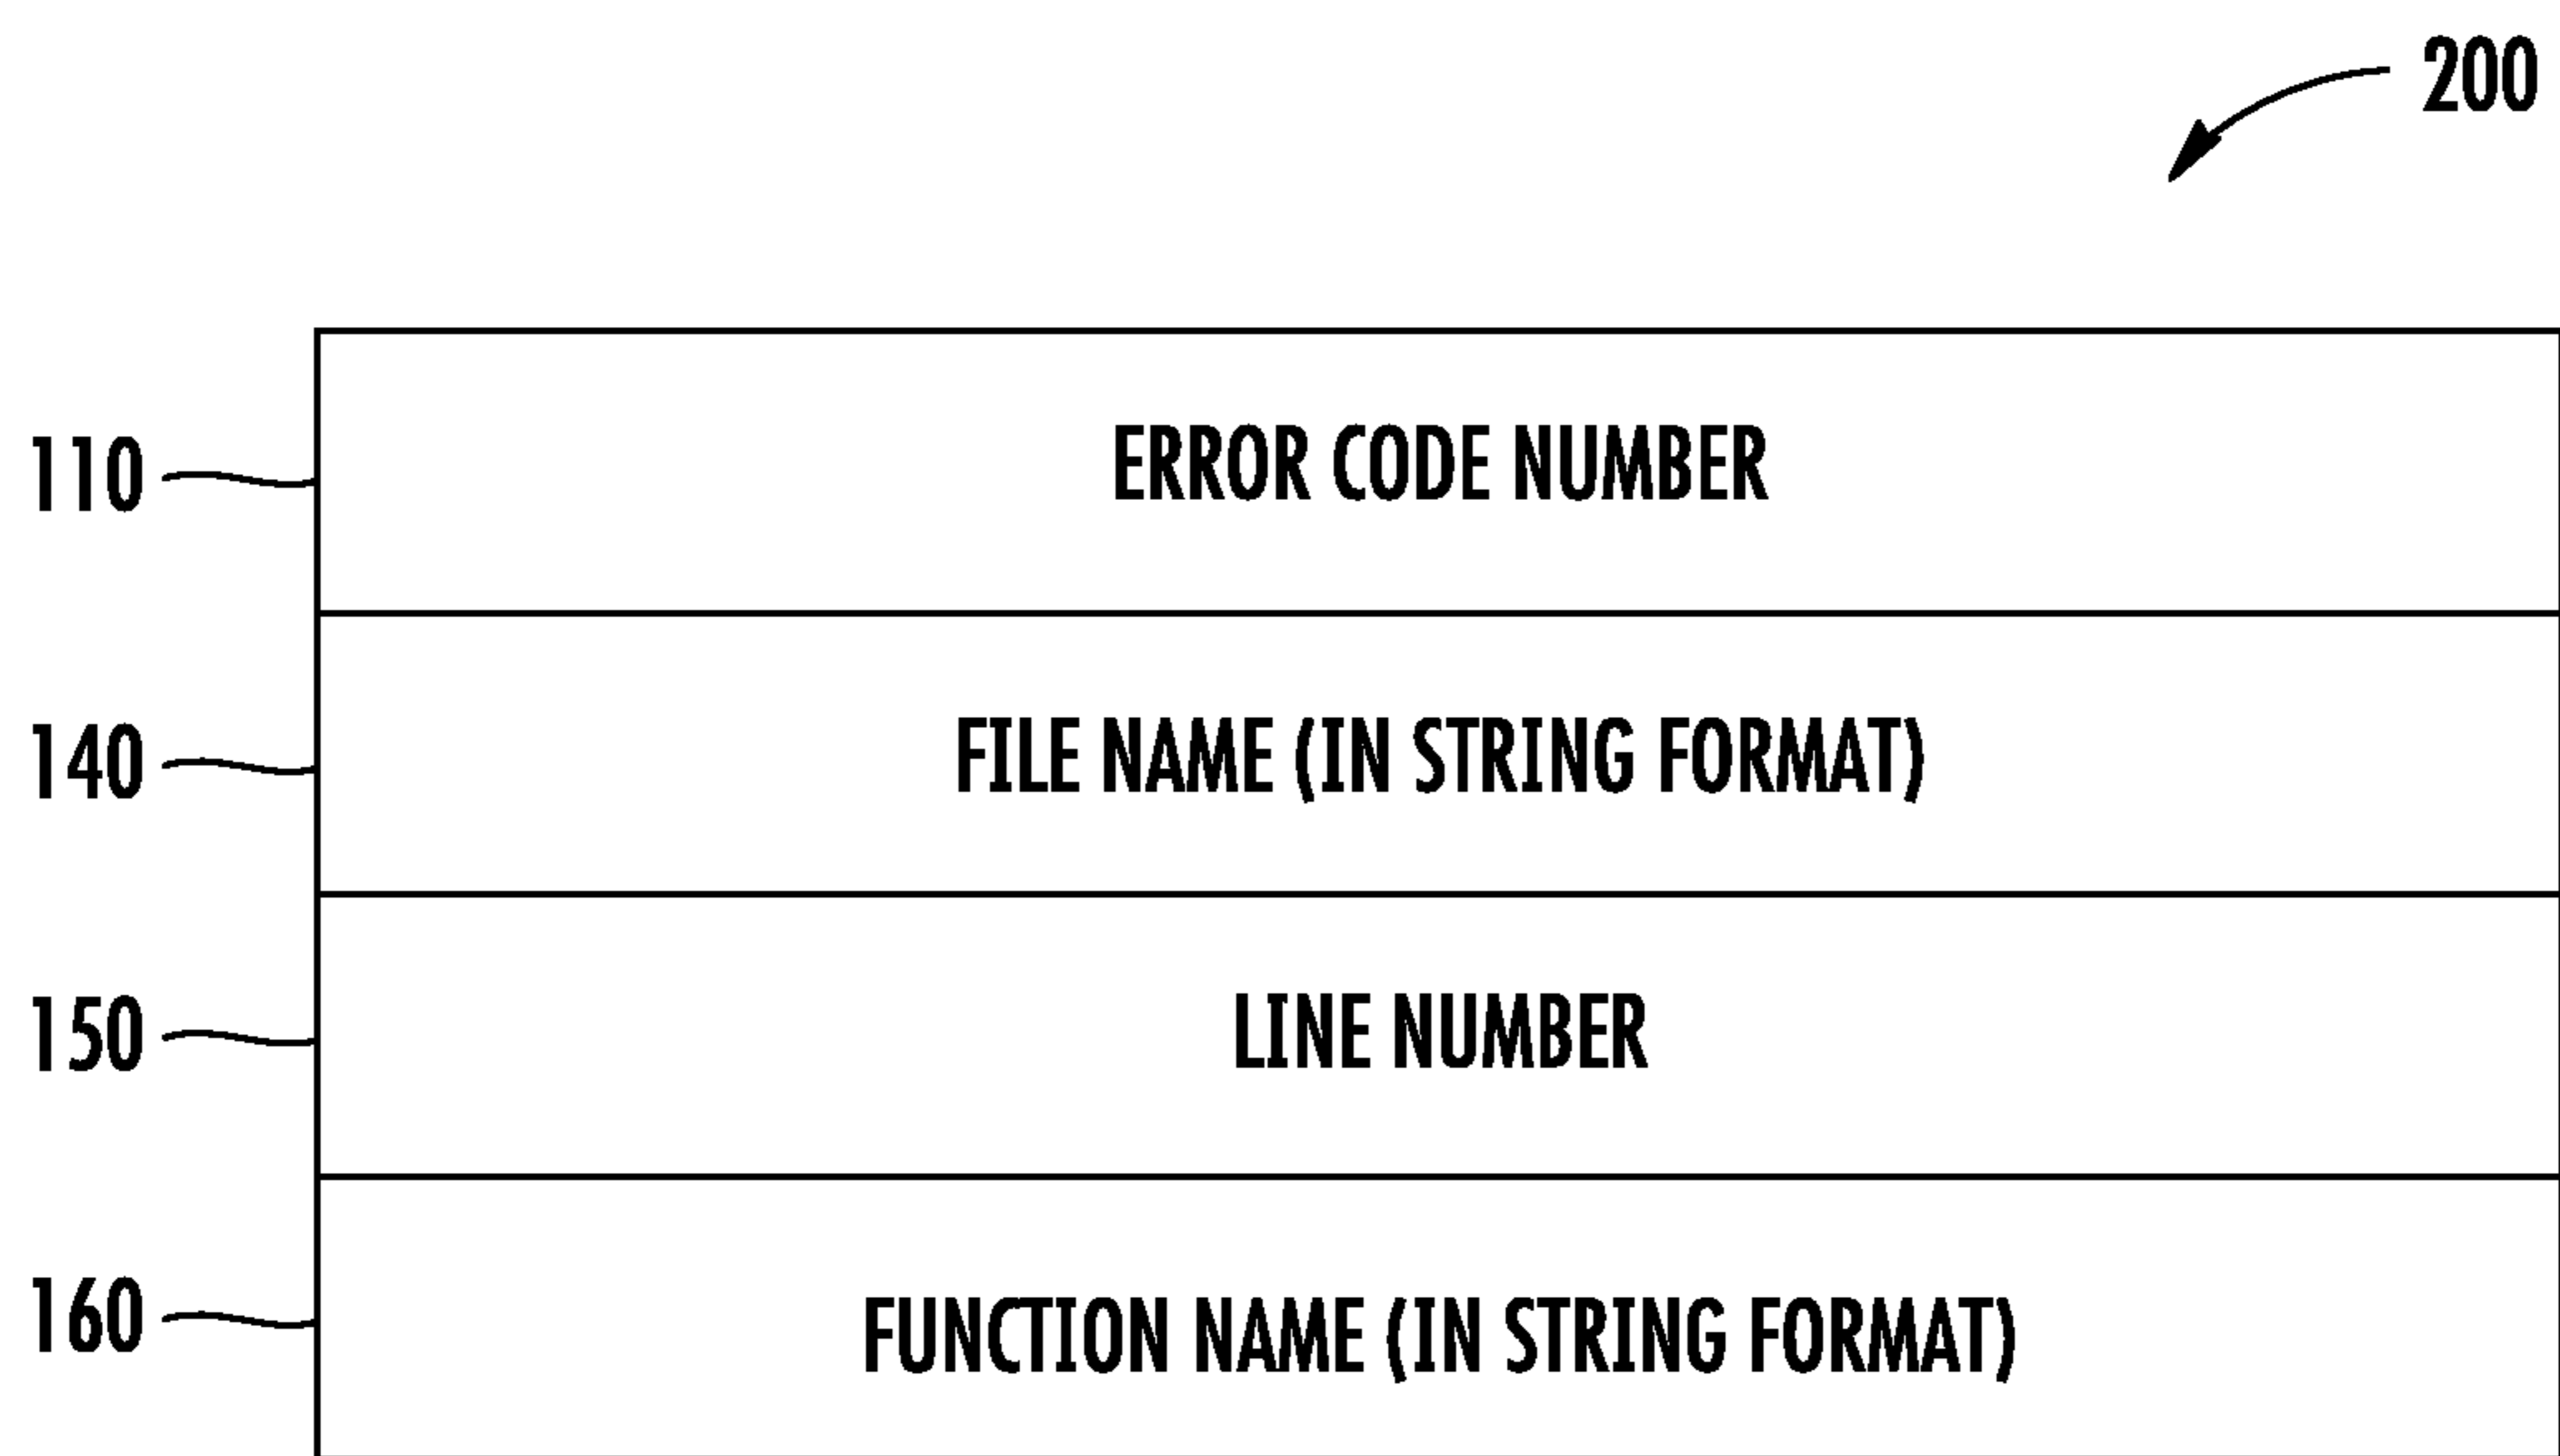 200
110 ERROR CODE NUMBER
140 FILE NAME (IN STRING FORMAT)
150 LINE NUMBER
160 FUNCTION NAME (IN STRING FORMAT)